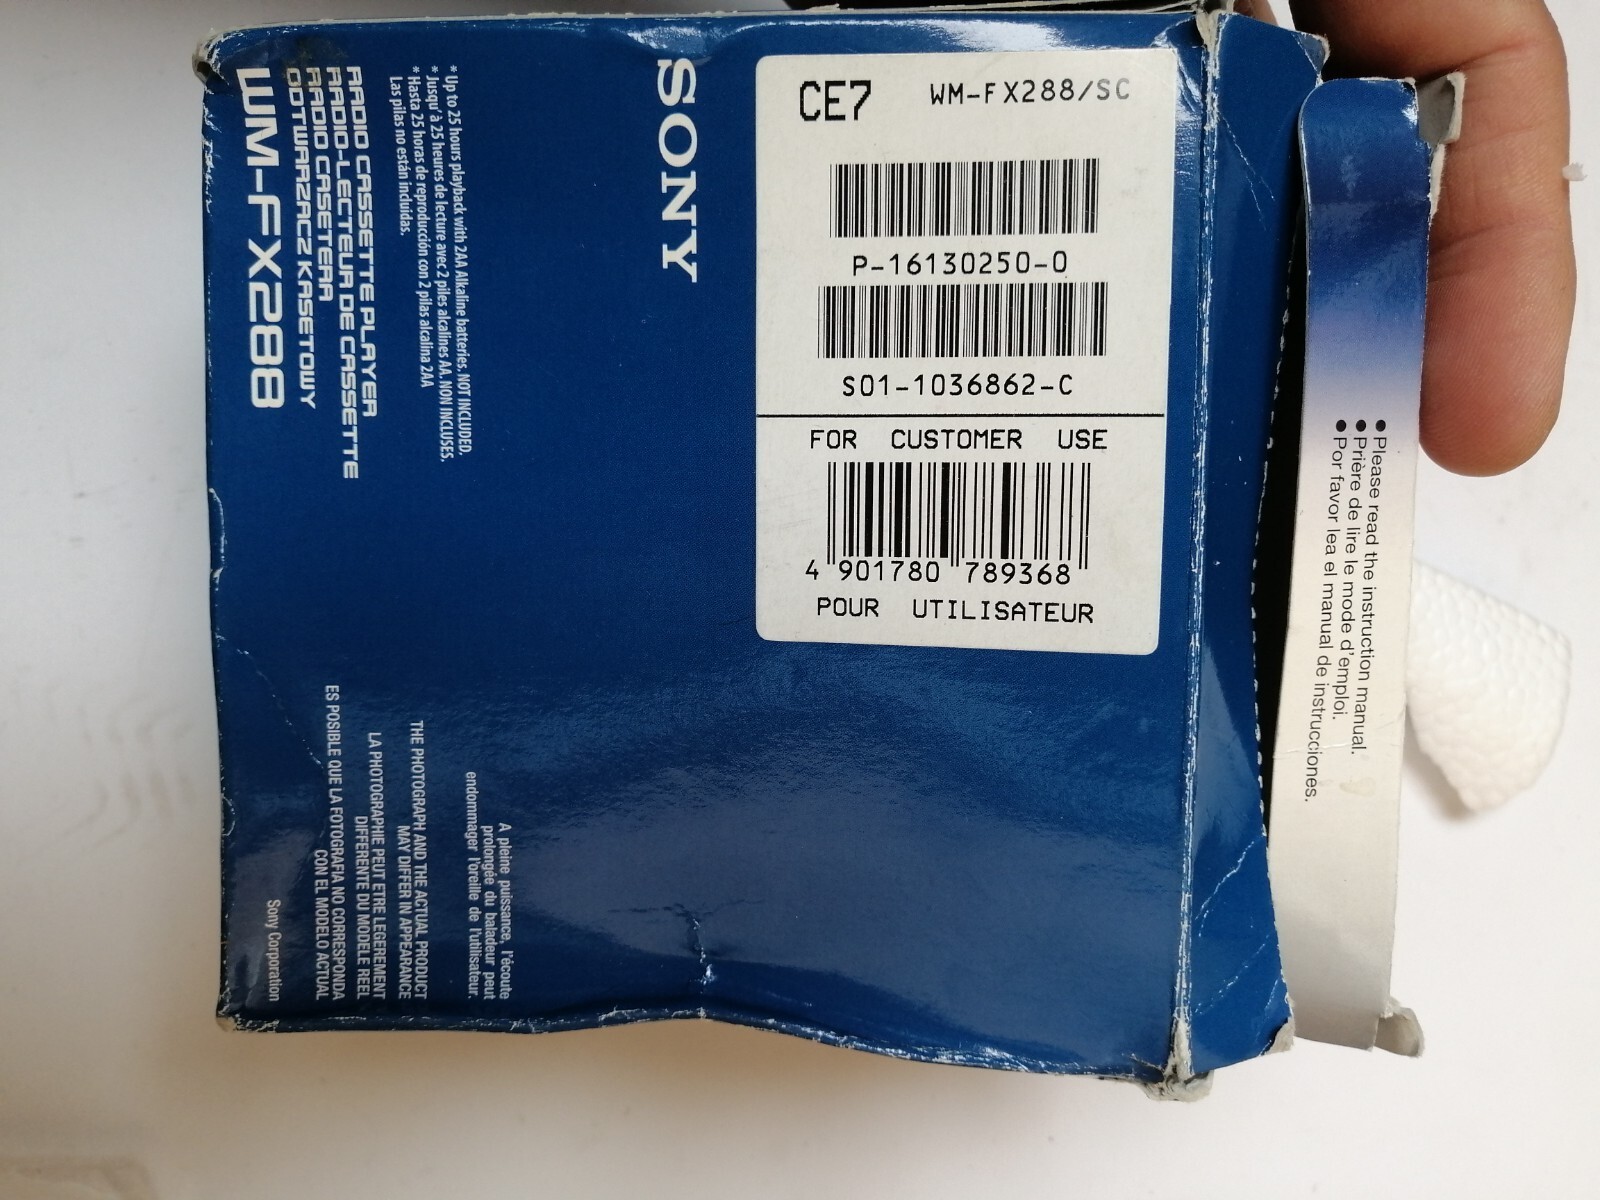 SONY
* Up to 25 hours playback with 2AA Alkaline batteries. NOT INCLUDED.
* Jusqu'à 25 heures de lecture avec 2 piles alcalines AA. NON INCLUSES.
* Hasta 25 horas de reproducción con 2 pilas alcalina 2AA
Las pilas no están incluidas.
RADIO CASSETTE PLAYER
RADIO-LECTEUR DE CASSETTE
RADIO CASETERA
ODTWARZACZ KASETOWY
WM-FX288
CE7 WM-FX288/SC
P-16130250-0
S01-1036862-C
FOR CUSTOMER USE
4 901780 789368
POUR UTILISATEUR
A pleine puissance, l'écoute
prolongée du baladeur peut
endommager l'oreille de l'utilisateur.
THE PHOTOGRAPH AND THE ACTUAL PRODUCT
MAY DIFFER IN APPEARANCE
LA PHOTOGRAPHIE PEUT ETRE LEGEREMENT
DIFFERENTE DU MODELE REEL
ES POSIBLE QUE LA FOTOGRAFIA NO CORRESPONDA
CON EL MODELO ACTUAL
Sony Corporation
● Please read the instruction manual.
● Prière de lire le mode d'emploi.
● Por favor lea el manual de instrucciones.